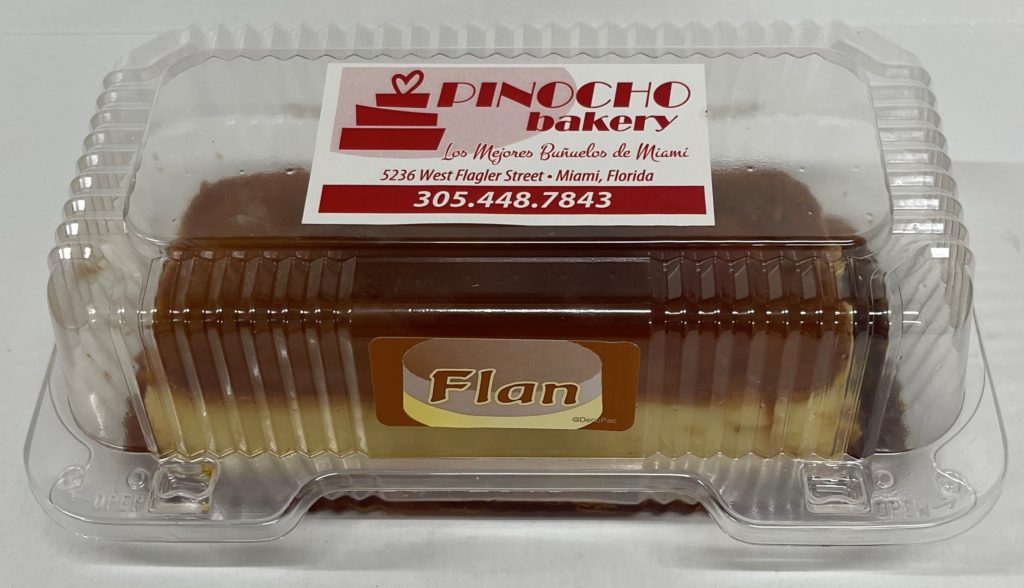 PINOCHO
bakery
Los Mejores Buñuelos de Miami
5236 West Flagler Street • Miami, Florida
305.448.7843
Flan
©DecoPac
OPEN
OPEN